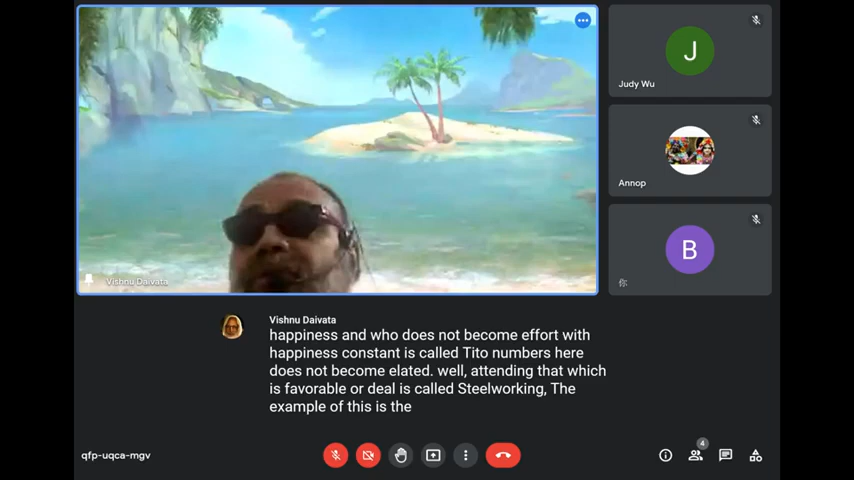 J
Judy Wu
Annop
B
你
Vishnu Daivata
Vishnu Daivata
happiness and who does not become effort with
happiness constant is called Tito numbers here
does not become elated. well, attending that which
is favorable or deal is called Steelworking, The
example of this is the
qfp-uqca-mgv
4